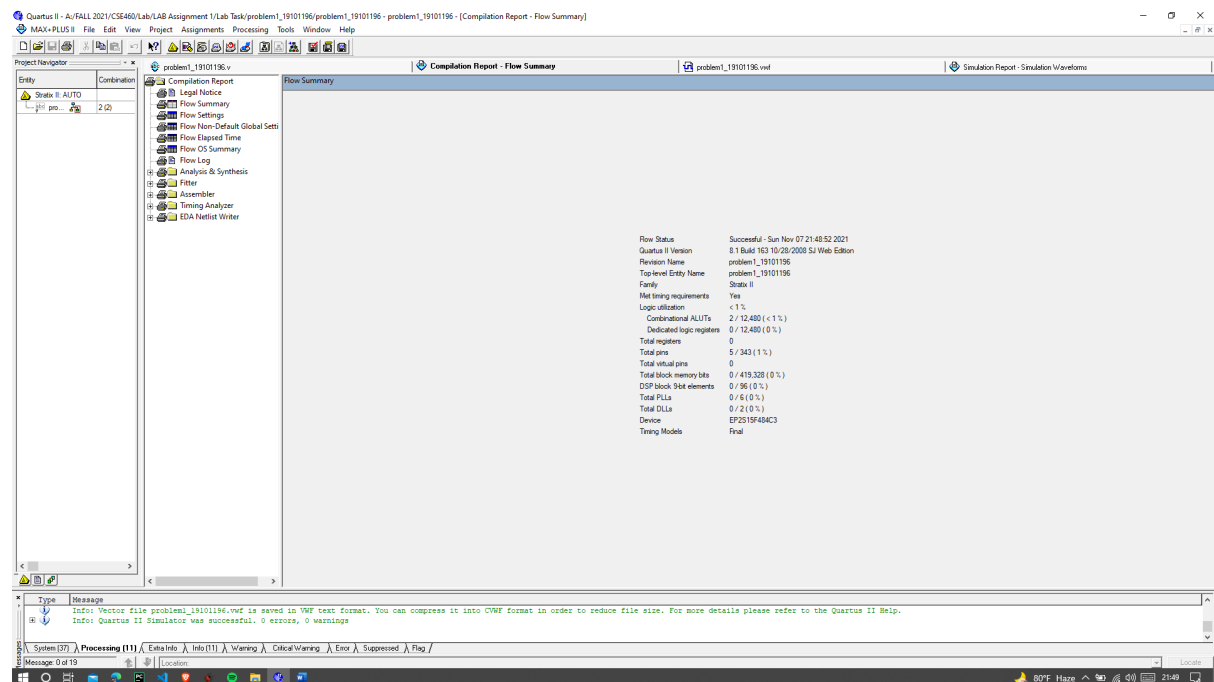 Quartus II - A:/FALL 2021/CSE460/Lab/LAB Assignment 1/Lab Task/problem1_19101196/problem1_19101196 - problem1_19101196 - [Compilation Report - Flow Summary]
MAX+PLUS II File Edit View Project Assignments Processing Tools Window Help
Project Navigator
Entity Combination
Stratix II: AUTO
pro... 2 (2)
problem1_19101196.v
Compilation Report - Flow Summary
problem1_19101196.vwf
Simulation Report - Simulation Waveforms
Compilation Report
Legal Notice
Flow Summary
Flow Settings
Flow Non-Default Global Setti
Flow Elapsed Time
Flow OS Summary
Flow Log
Analysis & Synthesis
Fitter
Assembler
Timing Analyzer
EDA Netlist Writer
Flow Summary
Flow Status Successful - Sun Nov 07 21:48:52 2021
Quartus II Version 8.1 Build 163 10/28/2008 SJ Web Edition
Revision Name problem1_19101196
Top-level Entity Name problem1_19101196
Family Stratix II
Met timing requirements Yes
Logic utilization < 1 %
Combinational ALUTs 2 / 12,480 ( < 1 % )
Dedicated logic registers 0 / 12,480 ( 0 % )
Total registers 0
Total pins 5 / 343 ( 1 % )
Total virtual pins 0
Total block memory bits 0 / 419,328 ( 0 % )
DSP block 9-bit elements 0 / 96 ( 0 % )
Total PLLs 0 / 6 ( 0 % )
Total DLLs 0 / 2 ( 0 % )
Device EP2S15F484C3
Timing Models Final
Type Message
Info: Vector file problem1_19101196.vwf is saved in VWF text format. You can compress it into CVWF format in order to reduce file size. For more details please refer to the Quartus II Help.
Info: Quartus II Simulator was successful. 0 errors, 0 warnings
System (37) Processing (11) Extra Info Info (11) Warning Critical Warning Error Suppressed Flag
Messages
Message: 0 of 19 Location: Locate
80°F Haze 21:49